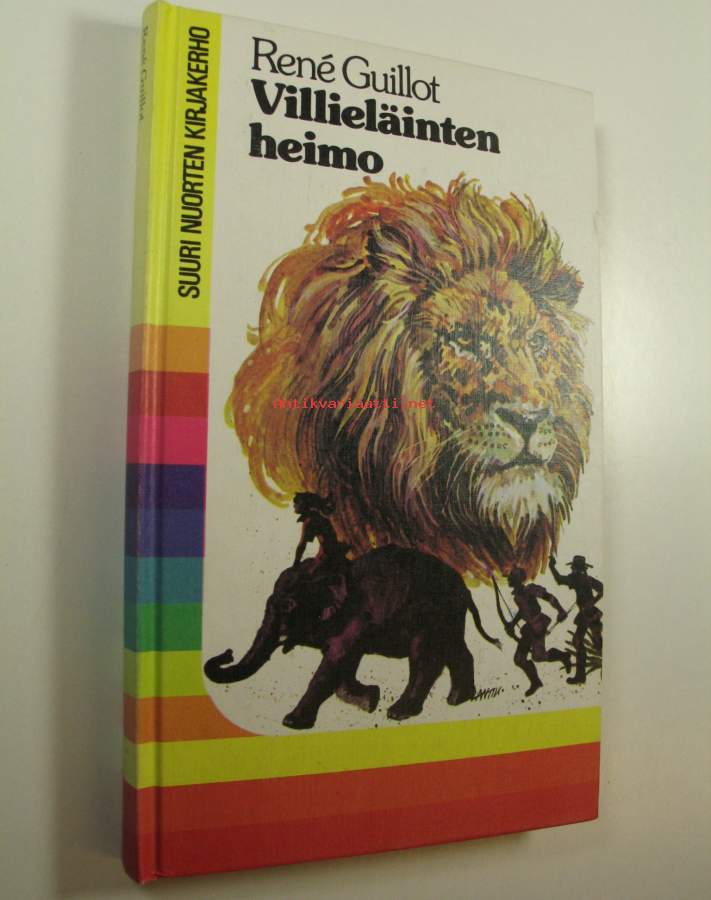 René Guillot
Villieläinten
heimo
SUURI NUORTEN KIRJAKERHO
René Guillot
Antikvariaatti.net